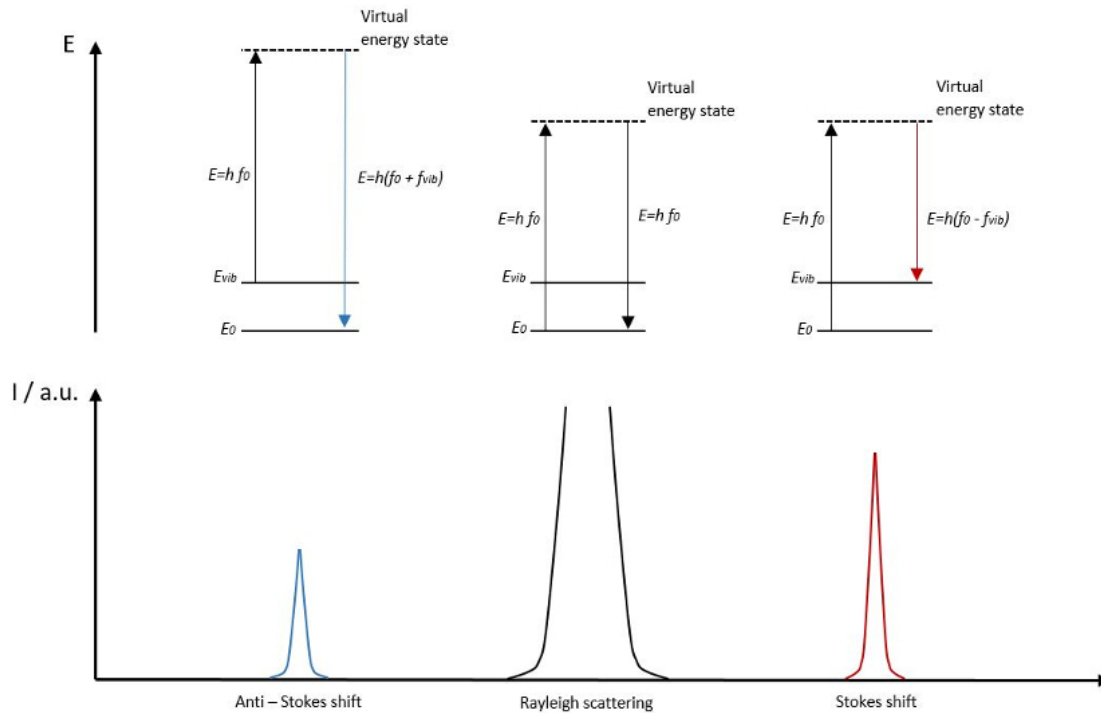 E
Virtual
energy state
E=h f0
E=h(f0 + fvib)
Evib
E0
Virtual
energy state
E=h f0
E=h f0
Evib
E0
Virtual
energy state
E=h f0
E=h(f0 - fvib)
Evib
E0
I / a.u.
Anti – Stokes shift
Rayleigh scattering
Stokes shift